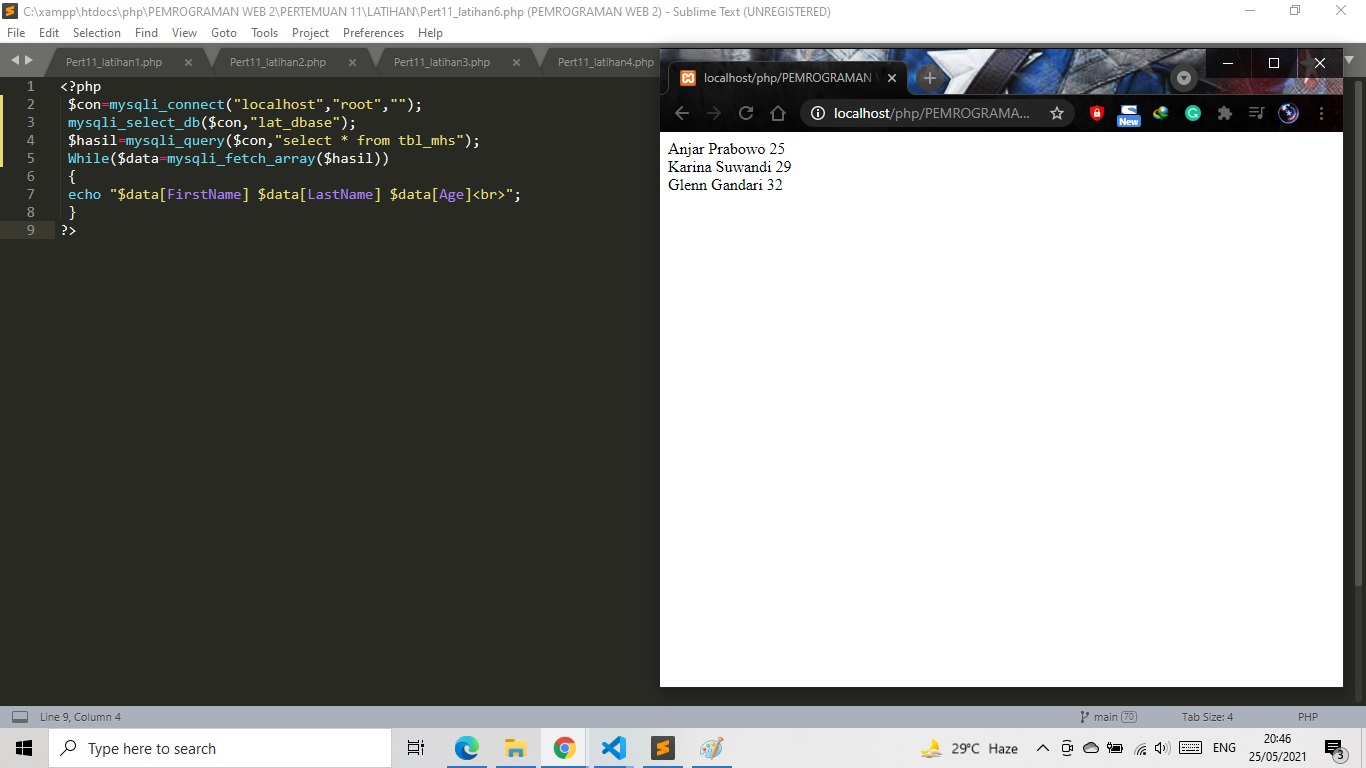 C:\xampp\htdocs\php\PEMROGRAMAN WEB 2\PERTEMUAN 11\LATIHAN\Pert11_latihan6.php (PEMROGRAMAN WEB 2) - Sublime Text (UNREGISTERED)
File Edit Selection Find View Goto Tools Project Preferences Help
Pert11_latihan1.php Pert11_latihan2.php Pert11_latihan3.php Pert11_latihan4.php
1 <?php
2 $con=mysqli_connect("localhost","root","");
3 mysqli_select_db($con,"lat_dbase");
4 $hasil=mysqli_query($con,"select * from tbl_mhs");
5 While($data=mysqli_fetch_array($hasil))
6 {
7 echo "$data[FirstName] $data[LastName] $data[Age]<br>";
8 }
9 ?>
localhost/php/PEMROGRAMAN
localhost/php/PEMROGRAMA...
New
Anjar Prabowo 25
Karina Suwandi 29
Glenn Gandari 32
Line 9, Column 4 main 70 Tab Size: 4 PHP
Type here to search
29°C Haze ENG
20:46
25/05/2021
3